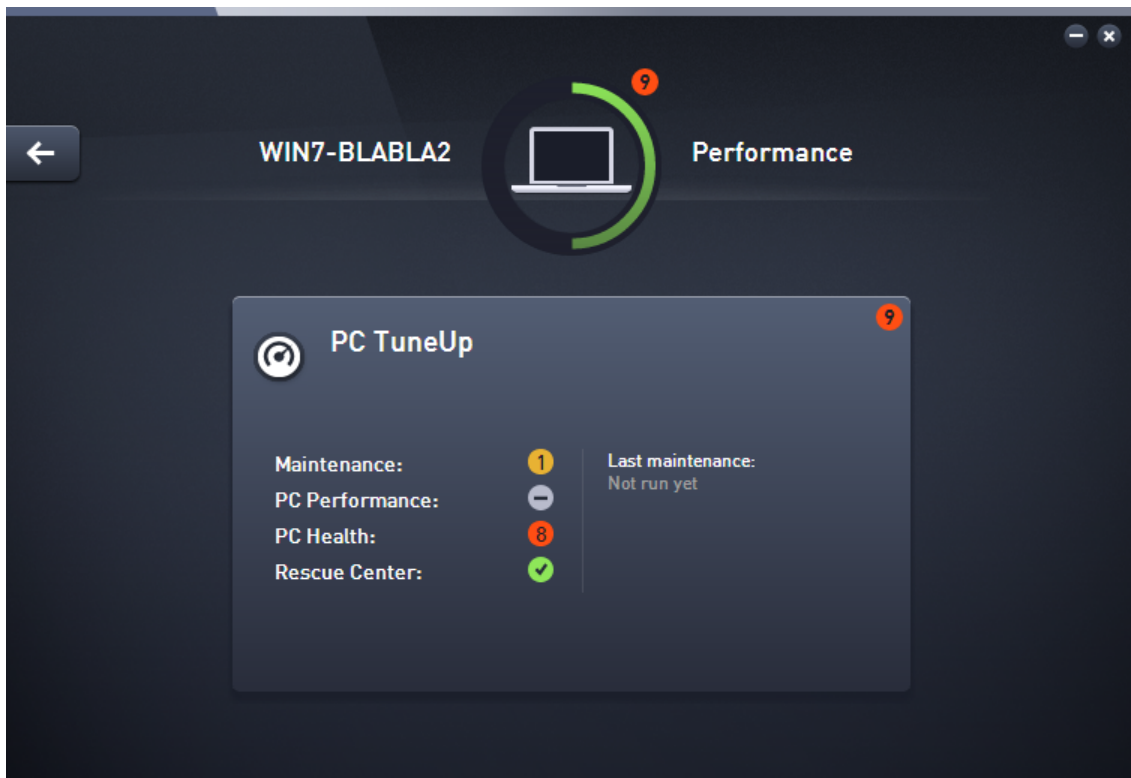 9
WIN7-BLABLA2
Performance
9
PC TuneUp
Maintenance: 1
PC Performance:
PC Health: 8
Rescue Center:
Last maintenance:
Not run yet